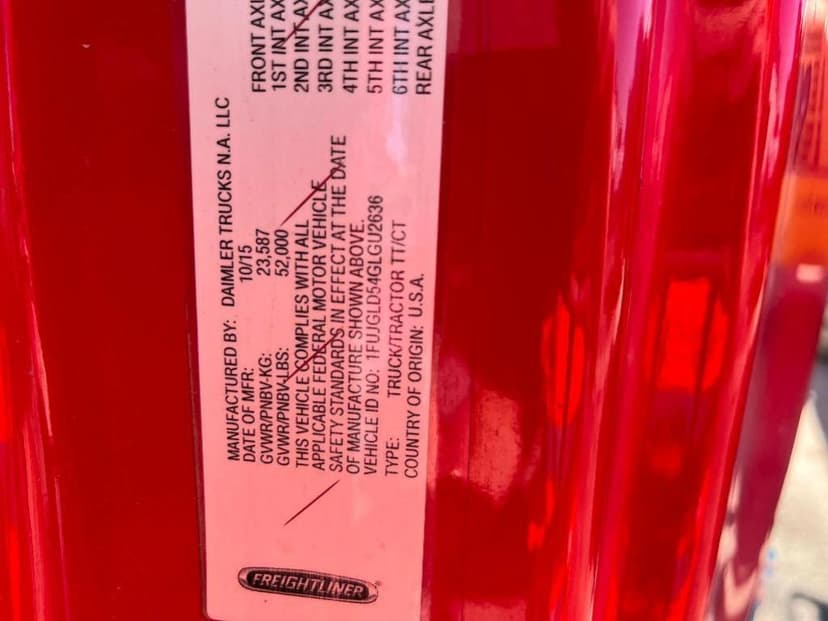 MANUFACTURED BY: DAIMLER TRUCKS N.A. LLC
DATE OF MFR: 10/15
GVWR/PNBV-KG: 23,587
GVWR/PNBV-LBS: 52,000
THIS VEHICLE COMPLIES WITH ALL
APPLICABLE FEDERAL MOTOR VEHICLE
SAFETY STANDARDS IN EFFECT AT THE DATE
OF MANUFACTURE SHOWN ABOVE.
VEHICLE ID NO: 1FUJGLD54GLGU2636
TYPE: TRUCK/TRACTOR TT/CT
COUNTRY OF ORIGIN: U.S.A.
FRONT AXL
1ST INT AX
2ND INT AX
3RD INT AX
4TH INT AX
5TH INT AX
6TH INT AX
REAR AXLE
FREIGHTLINER